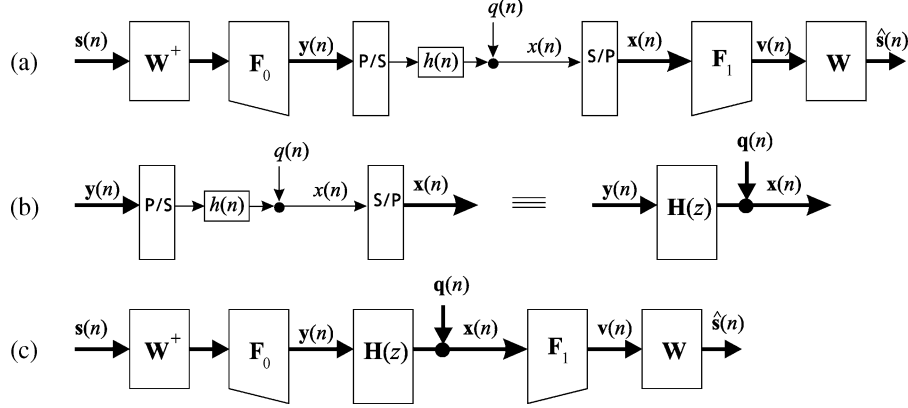 (a) s(n) W⁺ F₀ y(n) P/S h(n) q(n) x(n) S/P x(n) F₁ v(n) W ŝ(n)
(b) y(n) P/S h(n) q(n) x(n) S/P x(n) ≡ y(n) H(z) q(n) x(n)
(c) s(n) W⁺ F₀ y(n) H(z) q(n) x(n) F₁ v(n) W ŝ(n)